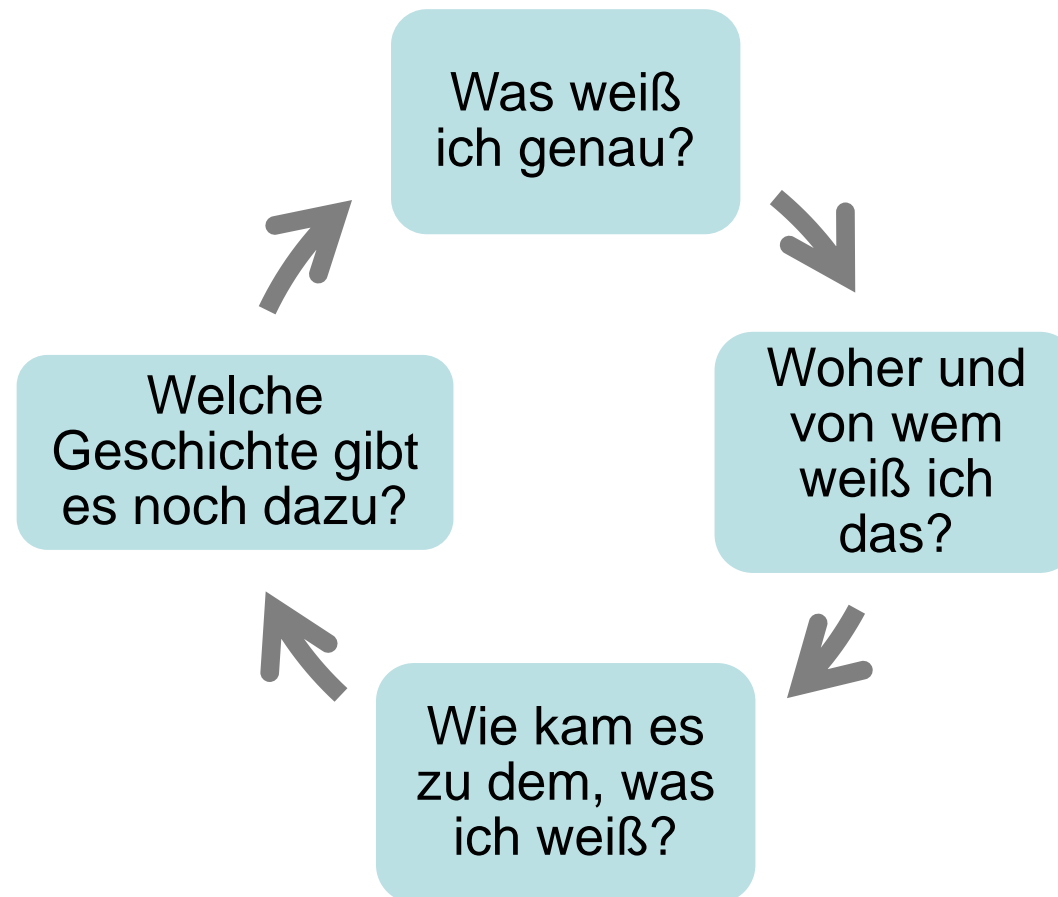 Was weiß
ich genau?
Woher und
von wem
weiß ich
das?
Wie kam es
zu dem, was
ich weiß?
Welche
Geschichte gibt
es noch dazu?